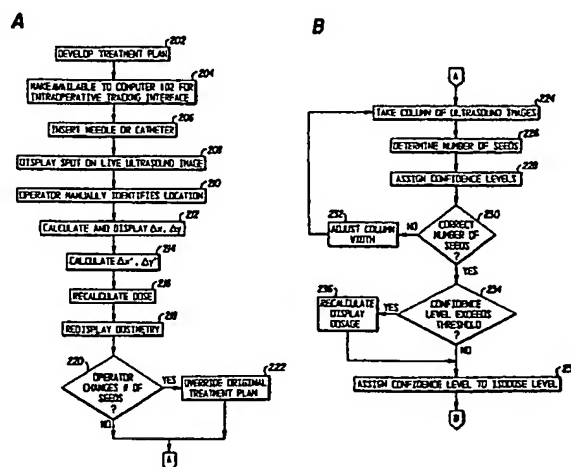 A
202
DEVELOP TREATMENT PLAN
204
MAKE AVAILABLE TO COMPUTER 102 FOR
INTRAOPERATIVE TRACKING INTERFACE
206
INSERT NEEDLE OR CATHETER
208
DISPLAY SPOT ON LIVE ULTRASOUND IMAGE
210
OPERATOR MANUALLY IDENTIFIES LOCATION
212
CALCULATE AND DISPLAY Δx, Δy
214
CALCULATE Δx', Δy'
216
RECALCULATE DOSE
218
REDISPLAY DOSIMETRY
220
OPERATOR
CHANGES # OF
SEEDS
?
YES
222
OVERRIDE ORIGINAL
TREATMENT PLAN
NO
A
B
A
224
TAKE COLUMN OF ULTRASOUND IMAGES
226
DETERMINE NUMBER OF SEEDS
228
ASSIGN CONFIDENCE LEVELS
230
CORRECT
NUMBER OF
SEEDS
?
NO
232
ADJUST COLUMN
WIDTH
YES
234
CONFIDENCE
LEVEL EXCEEDS
THRESHOLD
?
YES
236
RECALCULATE
DISPLAY
DOSAGE
NO
ASSIGN CONFIDENCE LEVEL TO ISODOSE LEVEL